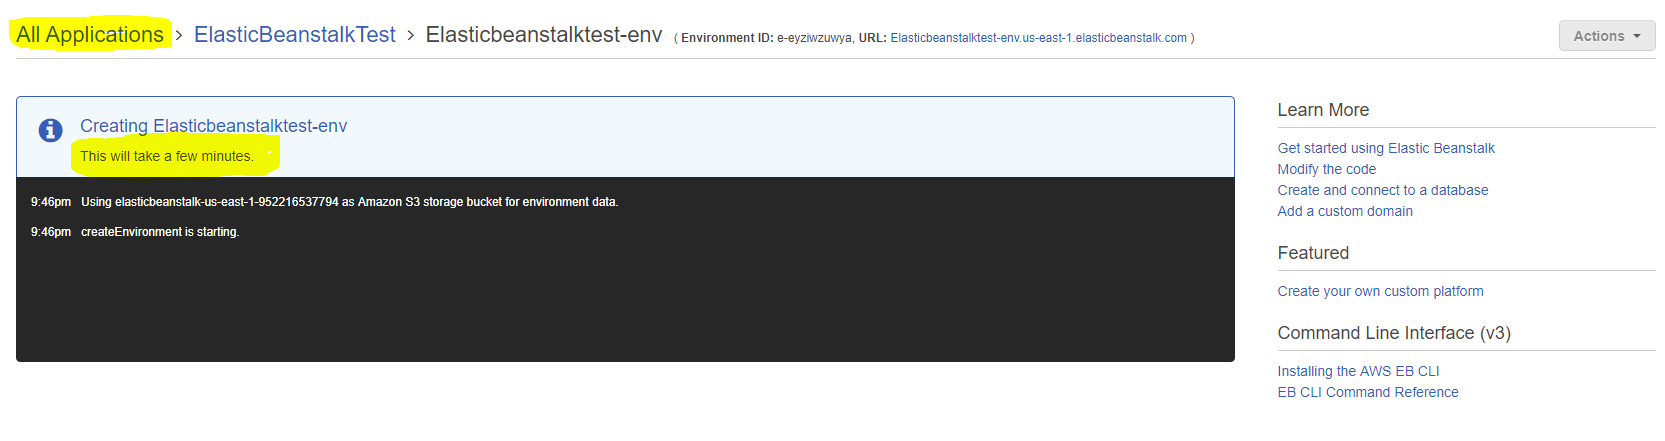 All Applications > ElasticBeanstalkTest > Elasticbeanstalktest-env ( Environment ID: e-eyziwzuwya, URL: Elasticbeanstalktest-env.us-east-1.elasticbeanstalk.com )
Actions
Creating Elasticbeanstalktest-env
This will take a few minutes.
9:46pm Using elasticbeanstalk-us-east-1-952216537794 as Amazon S3 storage bucket for environment data.
9:46pm createEnvironment is starting.
Learn More
Get started using Elastic Beanstalk
Modify the code
Create and connect to a database
Add a custom domain
Featured
Create your own custom platform
Command Line Interface (v3)
Installing the AWS EB CLI
EB CLI Command Reference